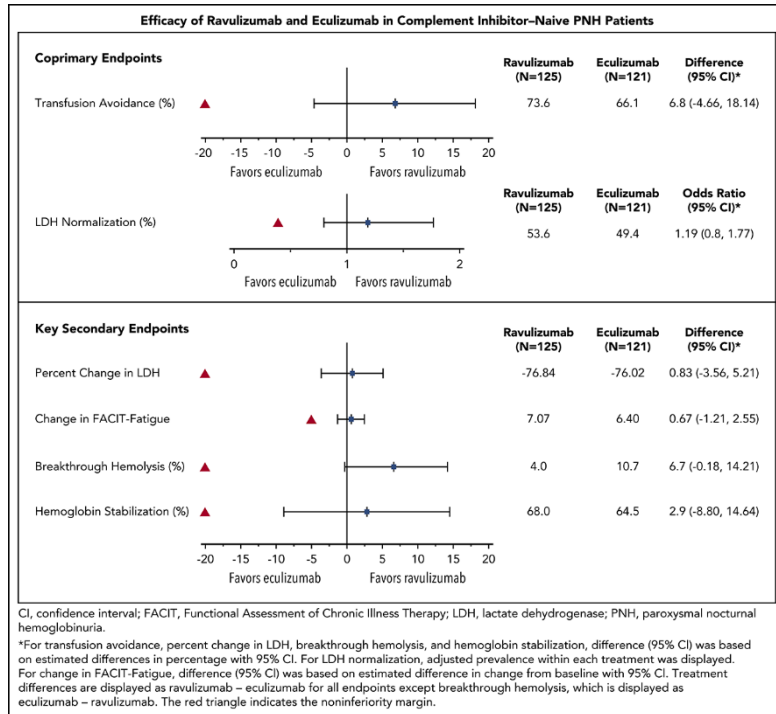 Efficacy of Ravulizumab and Eculizumab in Complement Inhibitor–Naive PNH Patients
Coprimary Endpoints
Ravulizumab (N=125) Eculizumab (N=121) Difference (95% CI)*
Transfusion Avoidance (%) 73.6 66.1 6.8 (-4.66, 18.14)
-20 -15 -10 -5 0 5 10 15 20
Favors eculizumab Favors ravulizumab
Ravulizumab (N=125) Eculizumab (N=121) Odds Ratio (95% CI)*
LDH Normalization (%) 53.6 49.4 1.19 (0.8, 1.77)
0 1 2
Favors eculizumab Favors ravulizumab
Key Secondary Endpoints
Ravulizumab (N=125) Eculizumab (N=121) Difference (95% CI)*
Percent Change in LDH -76.84 -76.02 0.83 (-3.56, 5.21)
Change in FACIT-Fatigue 7.07 6.40 0.67 (-1.21, 2.55)
Breakthrough Hemolysis (%) 4.0 10.7 6.7 (-0.18, 14.21)
Hemoglobin Stabilization (%) 68.0 64.5 2.9 (-8.80, 14.64)
-20 -15 -10 -5 0 5 10 15 20
Favors eculizumab Favors ravulizumab
CI, confidence interval; FACIT, Functional Assessment of Chronic Illness Therapy; LDH, lactate dehydrogenase; PNH, paroxysmal nocturnal
hemoglobinuria.
*For transfusion avoidance, percent change in LDH, breakthrough hemolysis, and hemoglobin stabilization, difference (95% CI) was based
on estimated differences in percentage with 95% CI. For LDH normalization, adjusted prevalence within each treatment was displayed.
For change in FACIT-Fatigue, difference (95% CI) was based on estimated difference in change from baseline with 95% CI. Treatment
differences are displayed as ravulizumab – eculizumab for all endpoints except breakthrough hemolysis, which is displayed as
eculizumab – ravulizumab. The red triangle indicates the noninferiority margin.